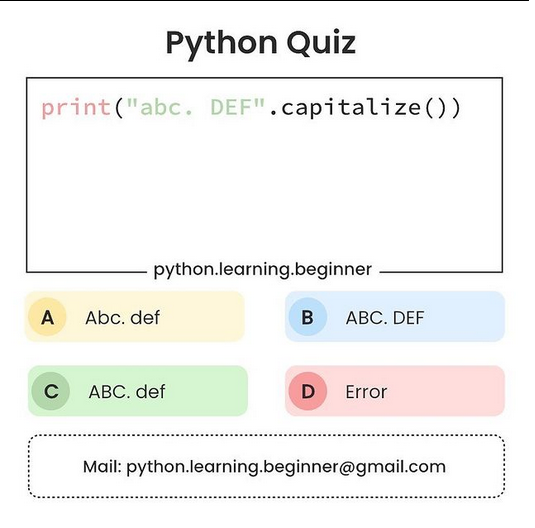 Python Quiz
print("abc. DEF".capitalize())
python.learning.beginner
A Abc. def
B ABC. DEF
C ABC. def
D Error
Mail: python.learning.beginner@gmail.com